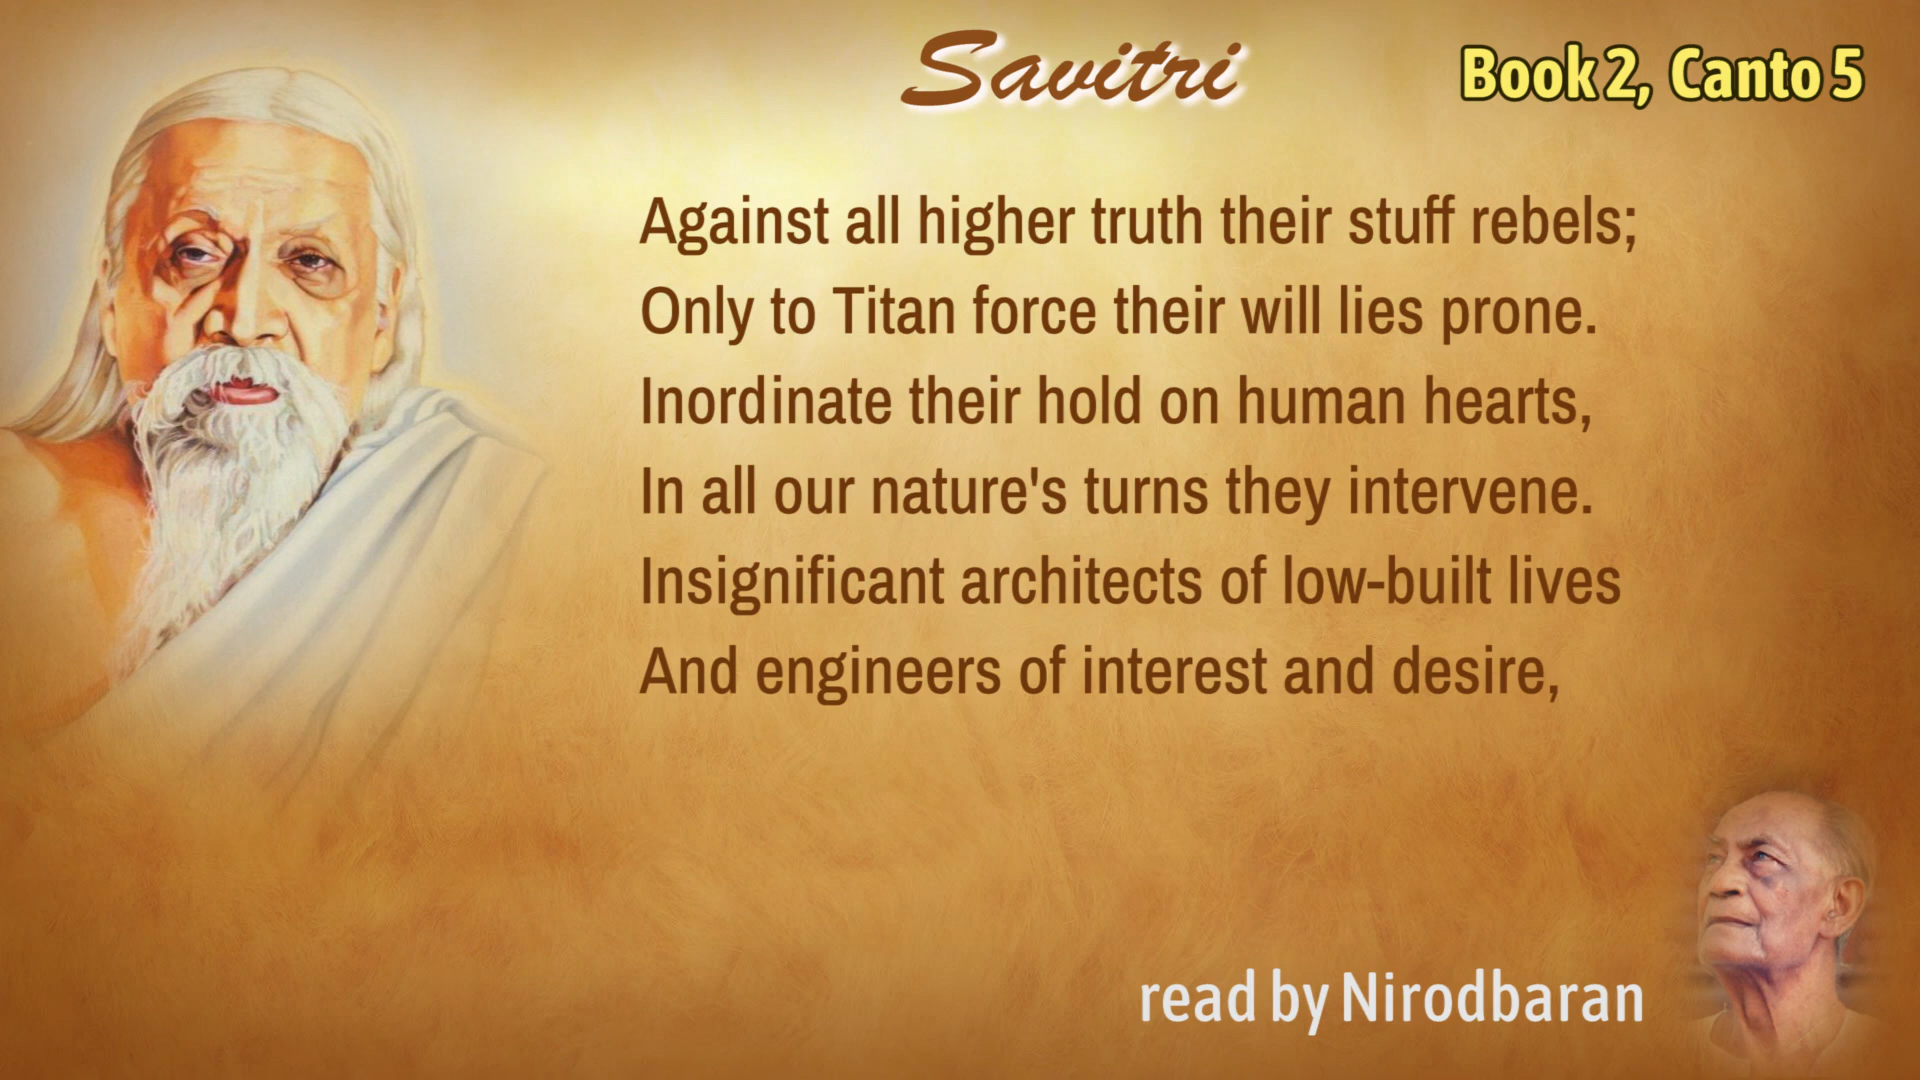 Savitri
Book 2, Canto 5
Against all higher truth their stuff rebels;
Only to Titan force their will lies prone.
Inordinate their hold on human hearts,
In all our nature's turns they intervene.
Insignificant architects of low-built lives
And engineers of interest and desire,
read by Nirodbaran